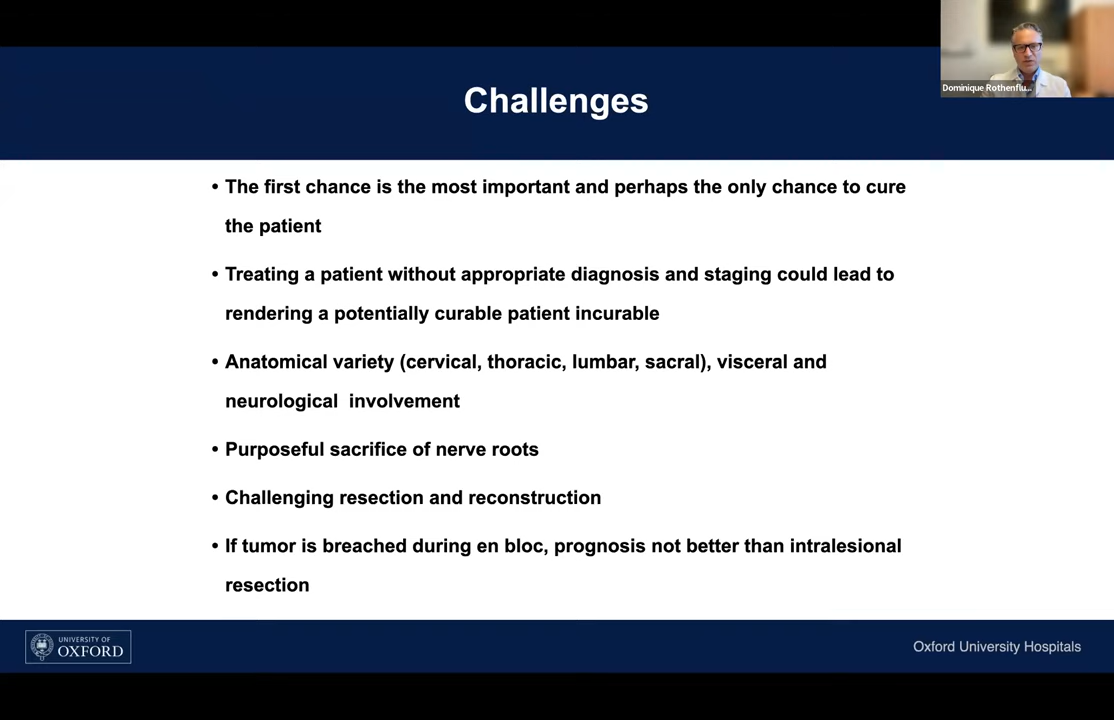 Dominique Rothenflu...
Challenges
• The first chance is the most important and perhaps the only chance to cure
the patient
• Treating a patient without appropriate diagnosis and staging could lead to
rendering a potentially curable patient incurable
• Anatomical variety (cervical, thoracic, lumbar, sacral), visceral and
neurological  involvement
• Purposeful sacrifice of nerve roots
• Challenging resection and reconstruction
• If tumor is breached during en bloc, prognosis not better than intralesional
resection
UNIVERSITY OF
OXFORD
Oxford University Hospitals